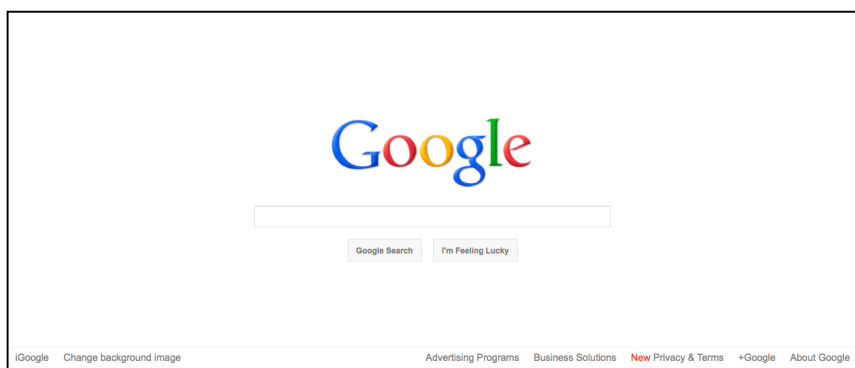 Google
Google Search I'm Feeling Lucky
iGoogle Change background image Advertising Programs Business Solutions New Privacy & Terms +Google About Google